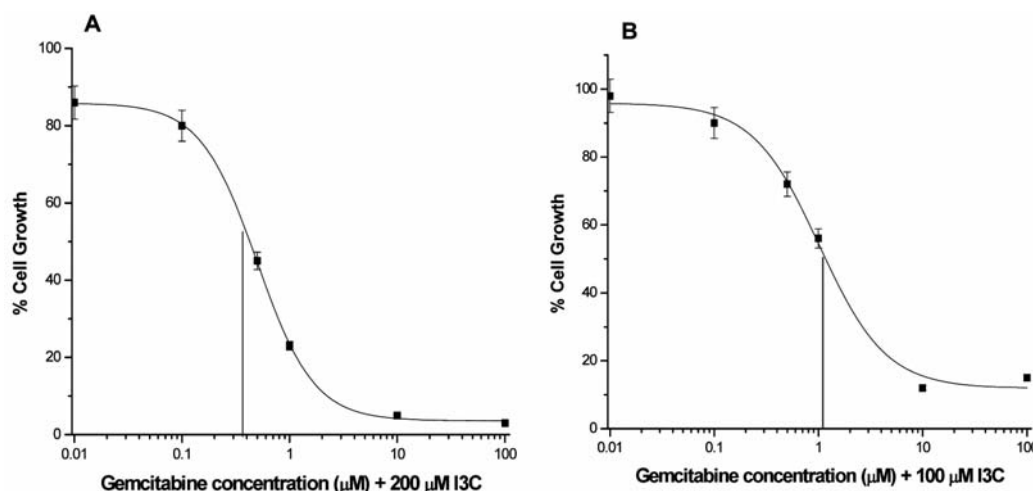 A
100
80
60
40
20
0
% Cell Growth
0.01 0.1 1 10 100
Gemcitabine concentration (μM) + 200 μM I3C
B
100
80
60
40
20
0
% Cell Growth
0.01 0.1 1 10 100
Gemcitabine concentration (μM) + 100 μM I3C